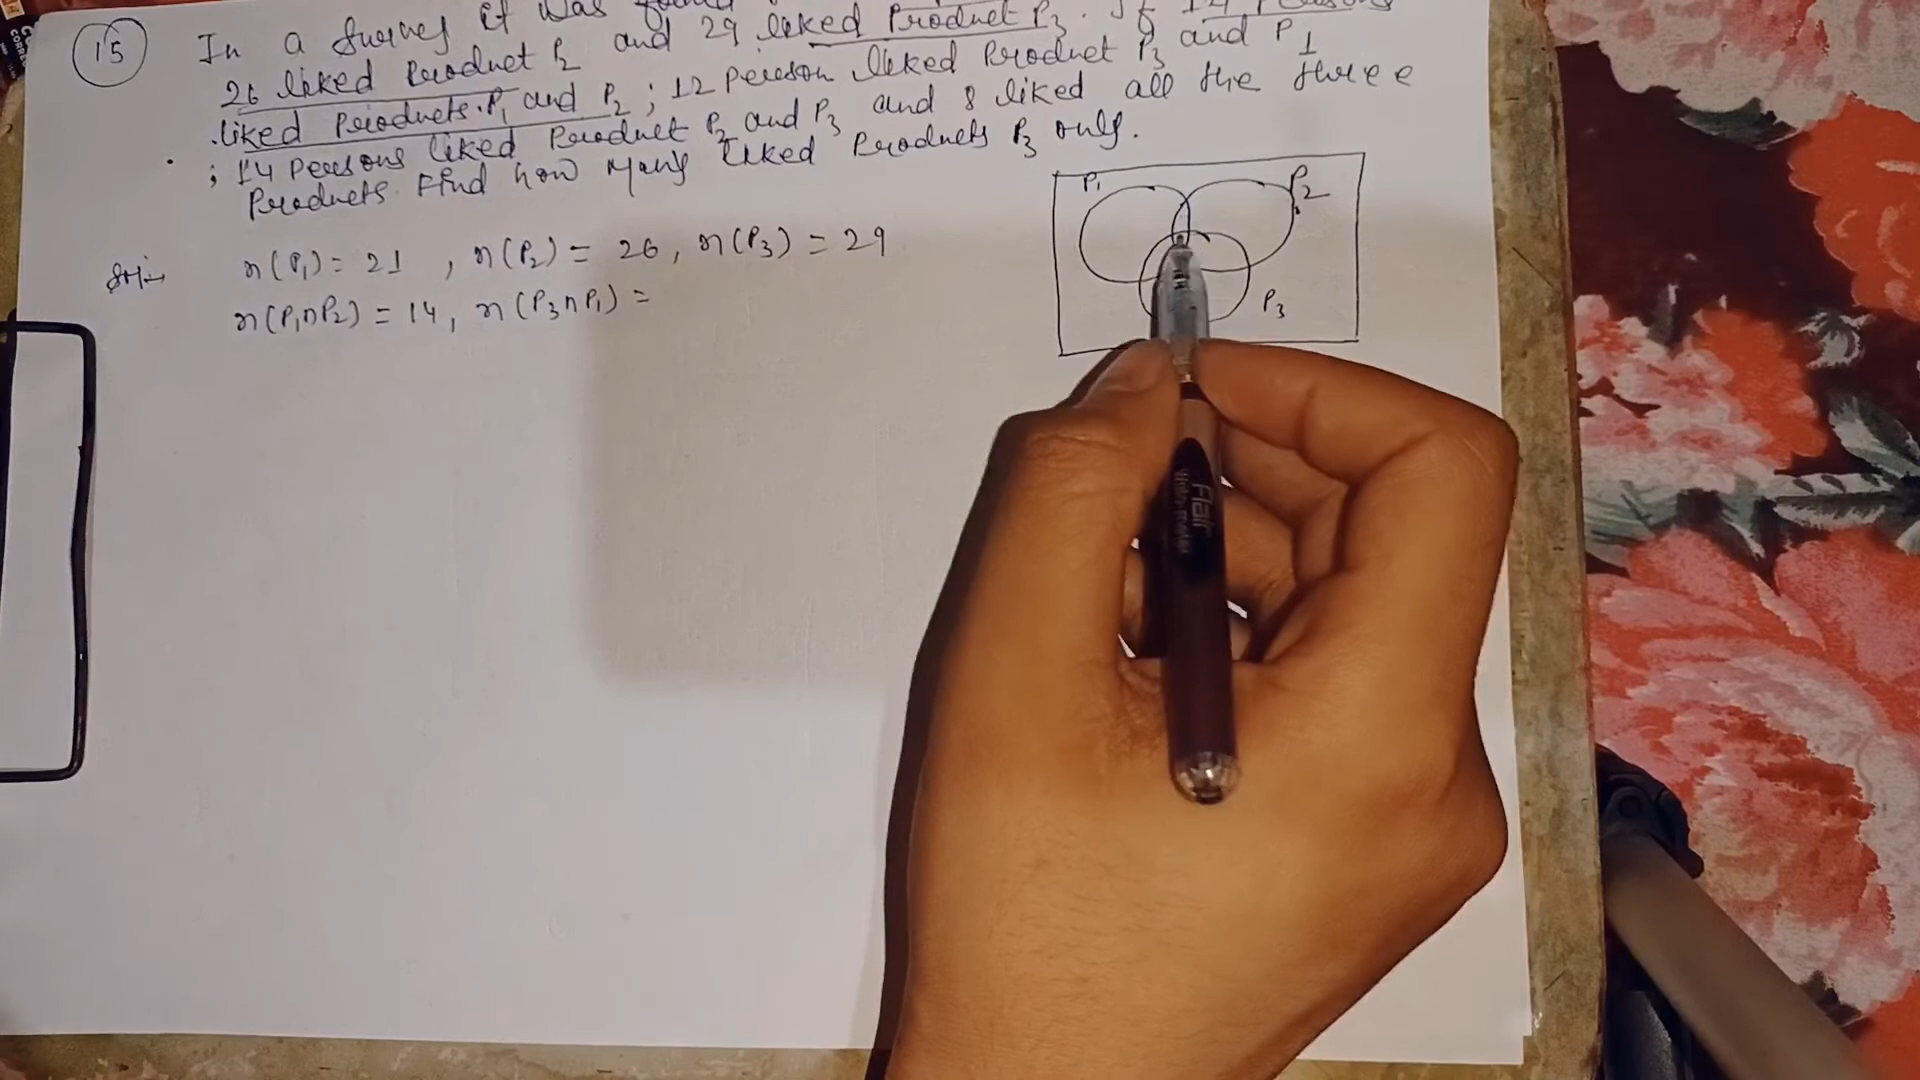 15 In a survey it was found
26 liked Product P2 and 29 liked Product P3. If 14 Persons
liked Products P1 and P2 ; 12 person liked Product P3 and P1
; 14 persons liked Product P2 and P3 and 8 liked all the three
Products. Find how many liked Products P3 only.
P1 P2
P3
Sol:- n(P1) = 21 , n(P2) = 26, n(P3) = 29
n(P1∩P2) = 14, n(P3∩P1) =
Flair